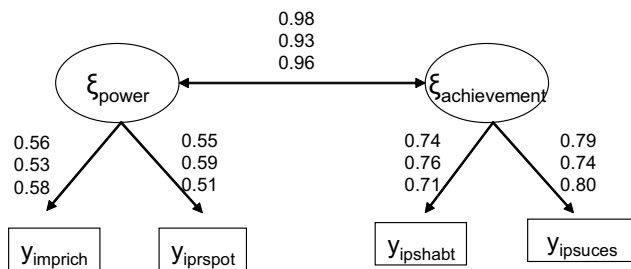 0.98
0.93
0.96
ξpower
ξachievement
0.56
0.53
0.58
0.55
0.59
0.51
0.74
0.76
0.71
0.79
0.74
0.80
yimprich
yiprspot
yipshabt
yipsuces